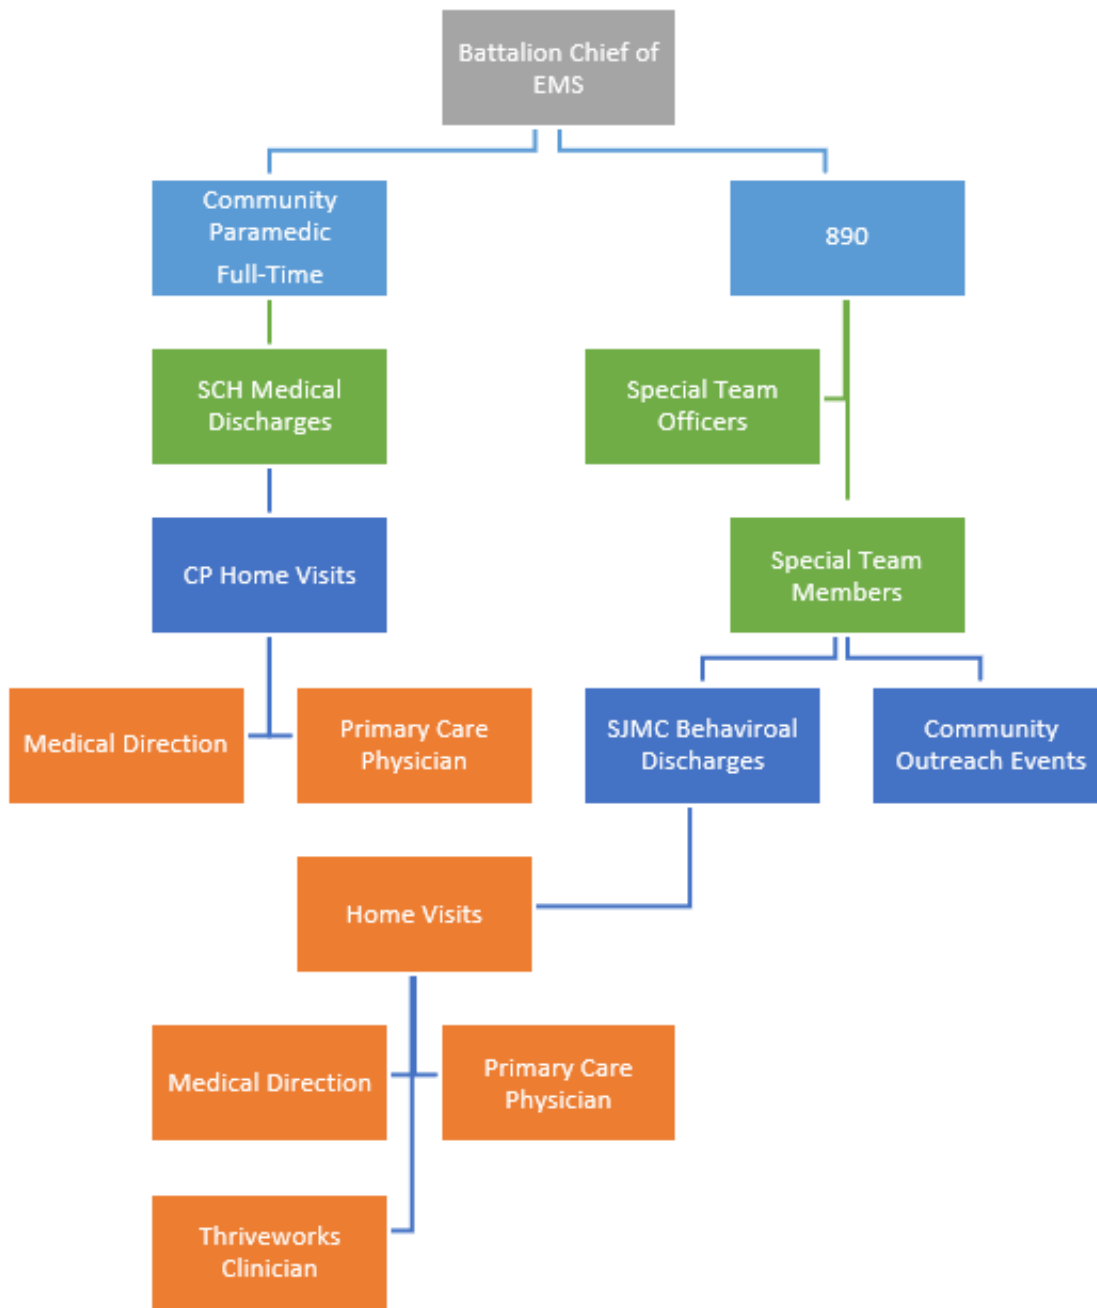 Battalion Chief of
EMS
Community
Paramedic
Full-Time
890
SCH Medical
Discharges
Special Team
Officers
CP Home Visits
Special Team
Members
Medical Direction
Primary Care
Physician
SJMC Behaviroal
Discharges
Community
Outreach Events
Home Visits
Medical Direction
Primary Care
Physician
Thriveworks
Clinician